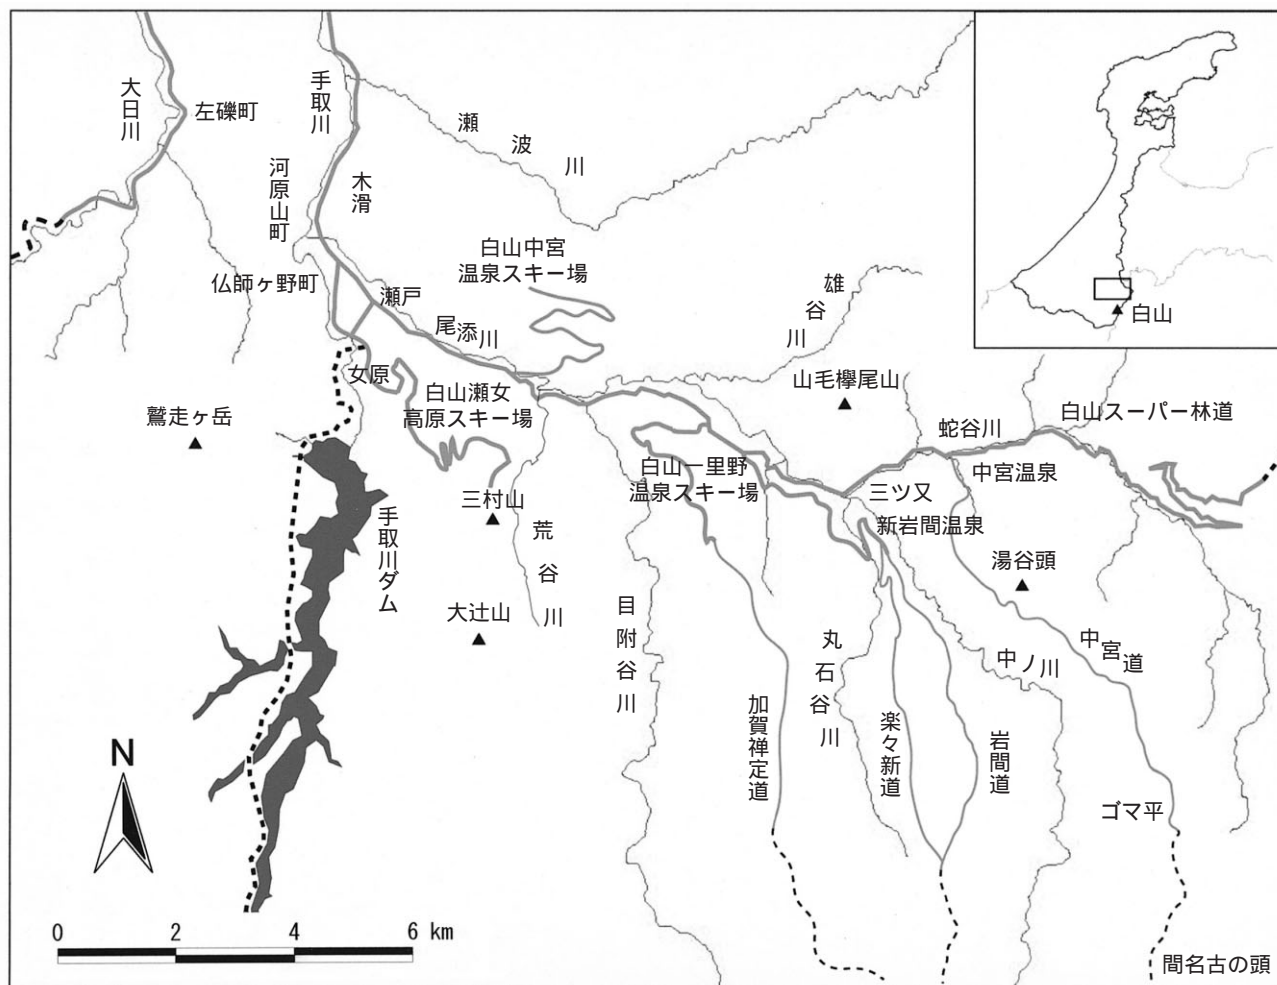 大日川
左礫町
手取川
瀬波川
河原山町
木滑
白山中宮
温泉スキー場
仏師ヶ野町
瀬戸
尾添川
雄谷川
白山
女原
白山瀬女
高原スキー場
山毛欅尾山
鷲走ヶ岳
蛇谷川
白山スーパー林道
白山一里野
温泉スキー場
中宮温泉
三ツ又
三村山
新岩間温泉
手取川ダム
荒谷川
湯谷頭
大辻山
目附谷川
丸石谷川
中ノ川
中宮道
加賀禅定道
楽々新道
岩間道
ゴマ平
間名古の頭
N
0 2 4 6 km